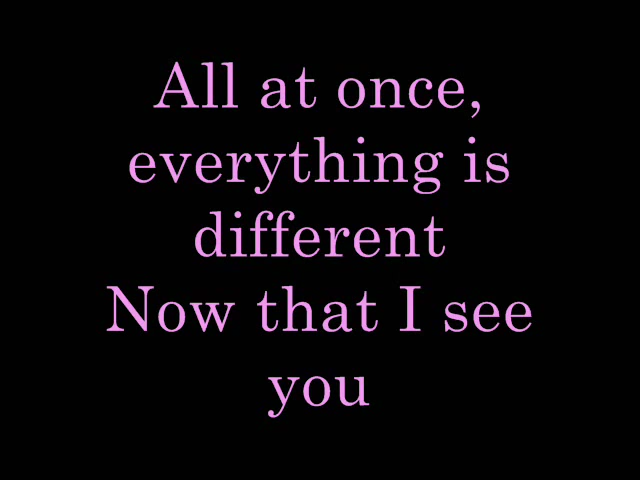 All at once,
everything is
different
Now that I see
you